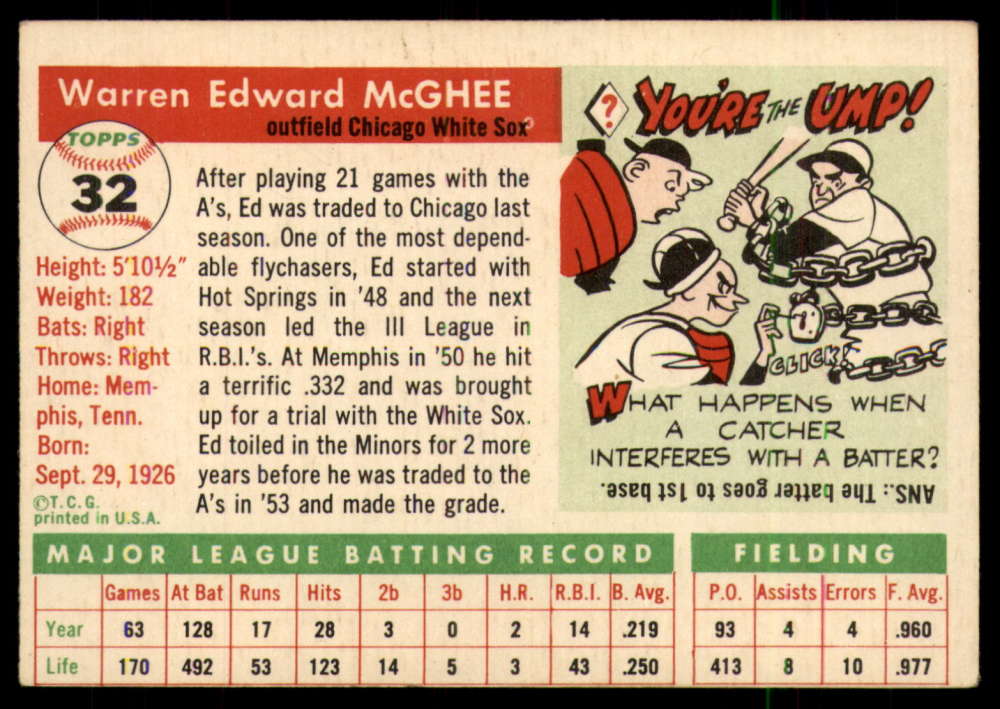 Warren Edward McGHEE
outfield Chicago White Sox
TOPPS
32
Height: 5'10½"
Weight: 182
Bats: Right
Throws: Right
Home: Mem-
phis, Tenn.
Born:
Sept. 29, 1926
©T.C.G.
printed in U.S.A.
After playing 21 games with the
A's, Ed was traded to Chicago last
season. One of the most depend-
able flychasers, Ed started with
Hot Springs in '48 and the next
season led the III League in
R.B.I.'s. At Memphis in '50 he hit
a terrific .332 and was brought
up for a trial with the White Sox.
Ed toiled in the Minors for 2 more
years before he was traded to the
A's in '53 and made the grade.
?
YOU'RE THE UMP!
CLICK!
WHAT HAPPENS WHEN
A CATCHER
INTERFERES WITH A BATTER?
ANS.: The batter goes to 1st base.
MAJOR LEAGUE BATTING RECORD
FIELDING
Games At Bat Runs Hits 2b 3b H.R. R.B.I. B. Avg. P.O. Assists Errors F. Avg.
Year 63 128 17 28 3 0 2 14 .219 93 4 4 .960
Life 170 492 53 123 14 5 3 43 .250 413 8 10 .977